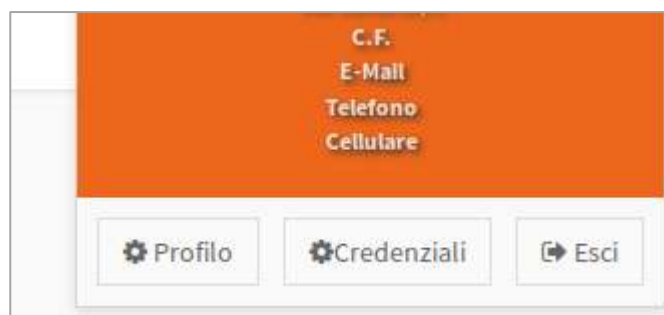 C.F.
E-Mail
Telefono
Cellulare
Profilo Credenziali Esci